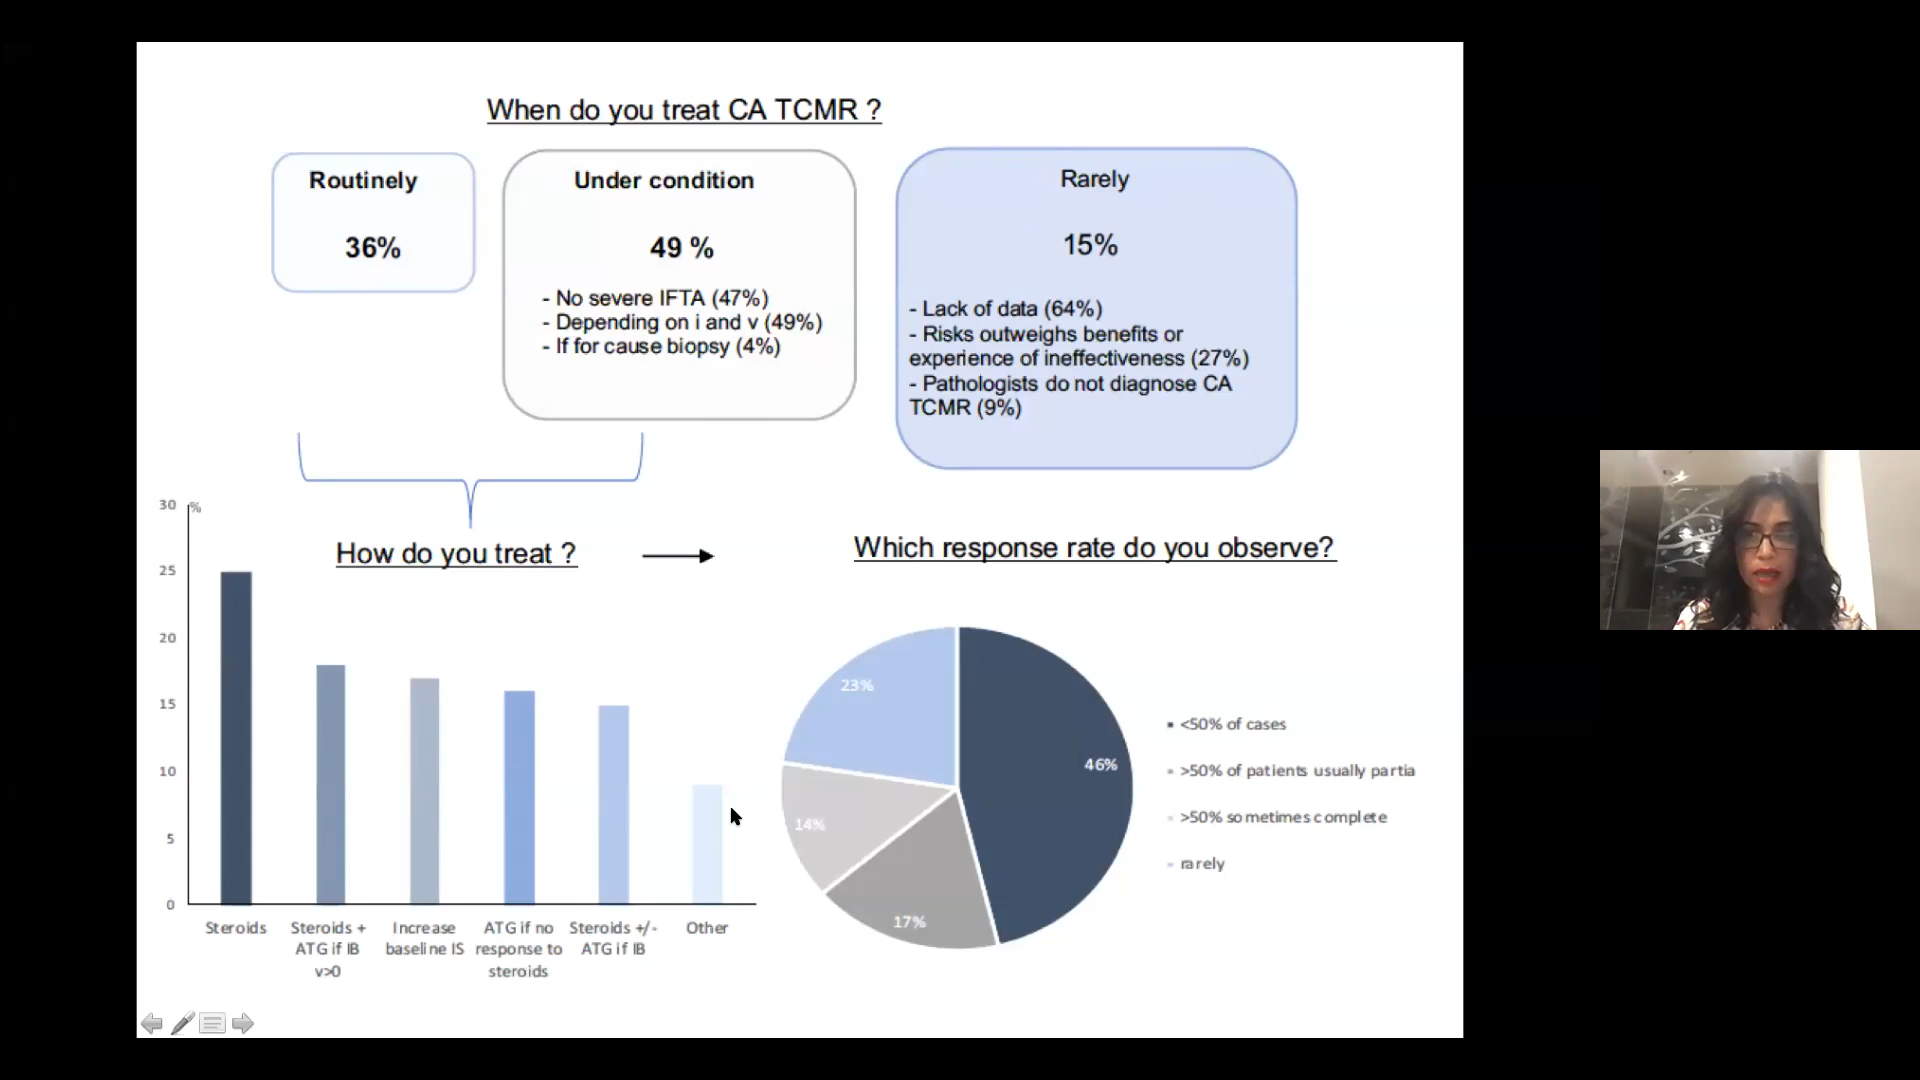 When do you treat CA TCMR ?
Routinely
36%
Under condition
49 %
- No severe IFTA (47%)
- Depending on i and v (49%)
- If for cause biopsy (4%)
Rarely
15%
- Lack of data (64%)
- Risks outweighs benefits or
experience of ineffectiveness (27%)
- Pathologists do not diagnose CA
TCMR (9%)
How do you treat ?
%
30
25
20
15
10
5
0
Steroids
Steroids +
ATG if IB
v>0
Increase
baseline IS
ATG if no
response to
steroids
Steroids +/-
ATG if IB
Other
Which response rate do you observe?
23%
46%
14%
17%
<50% of cases
>50% of patients usually partia
>50% sometimes complete
rarely